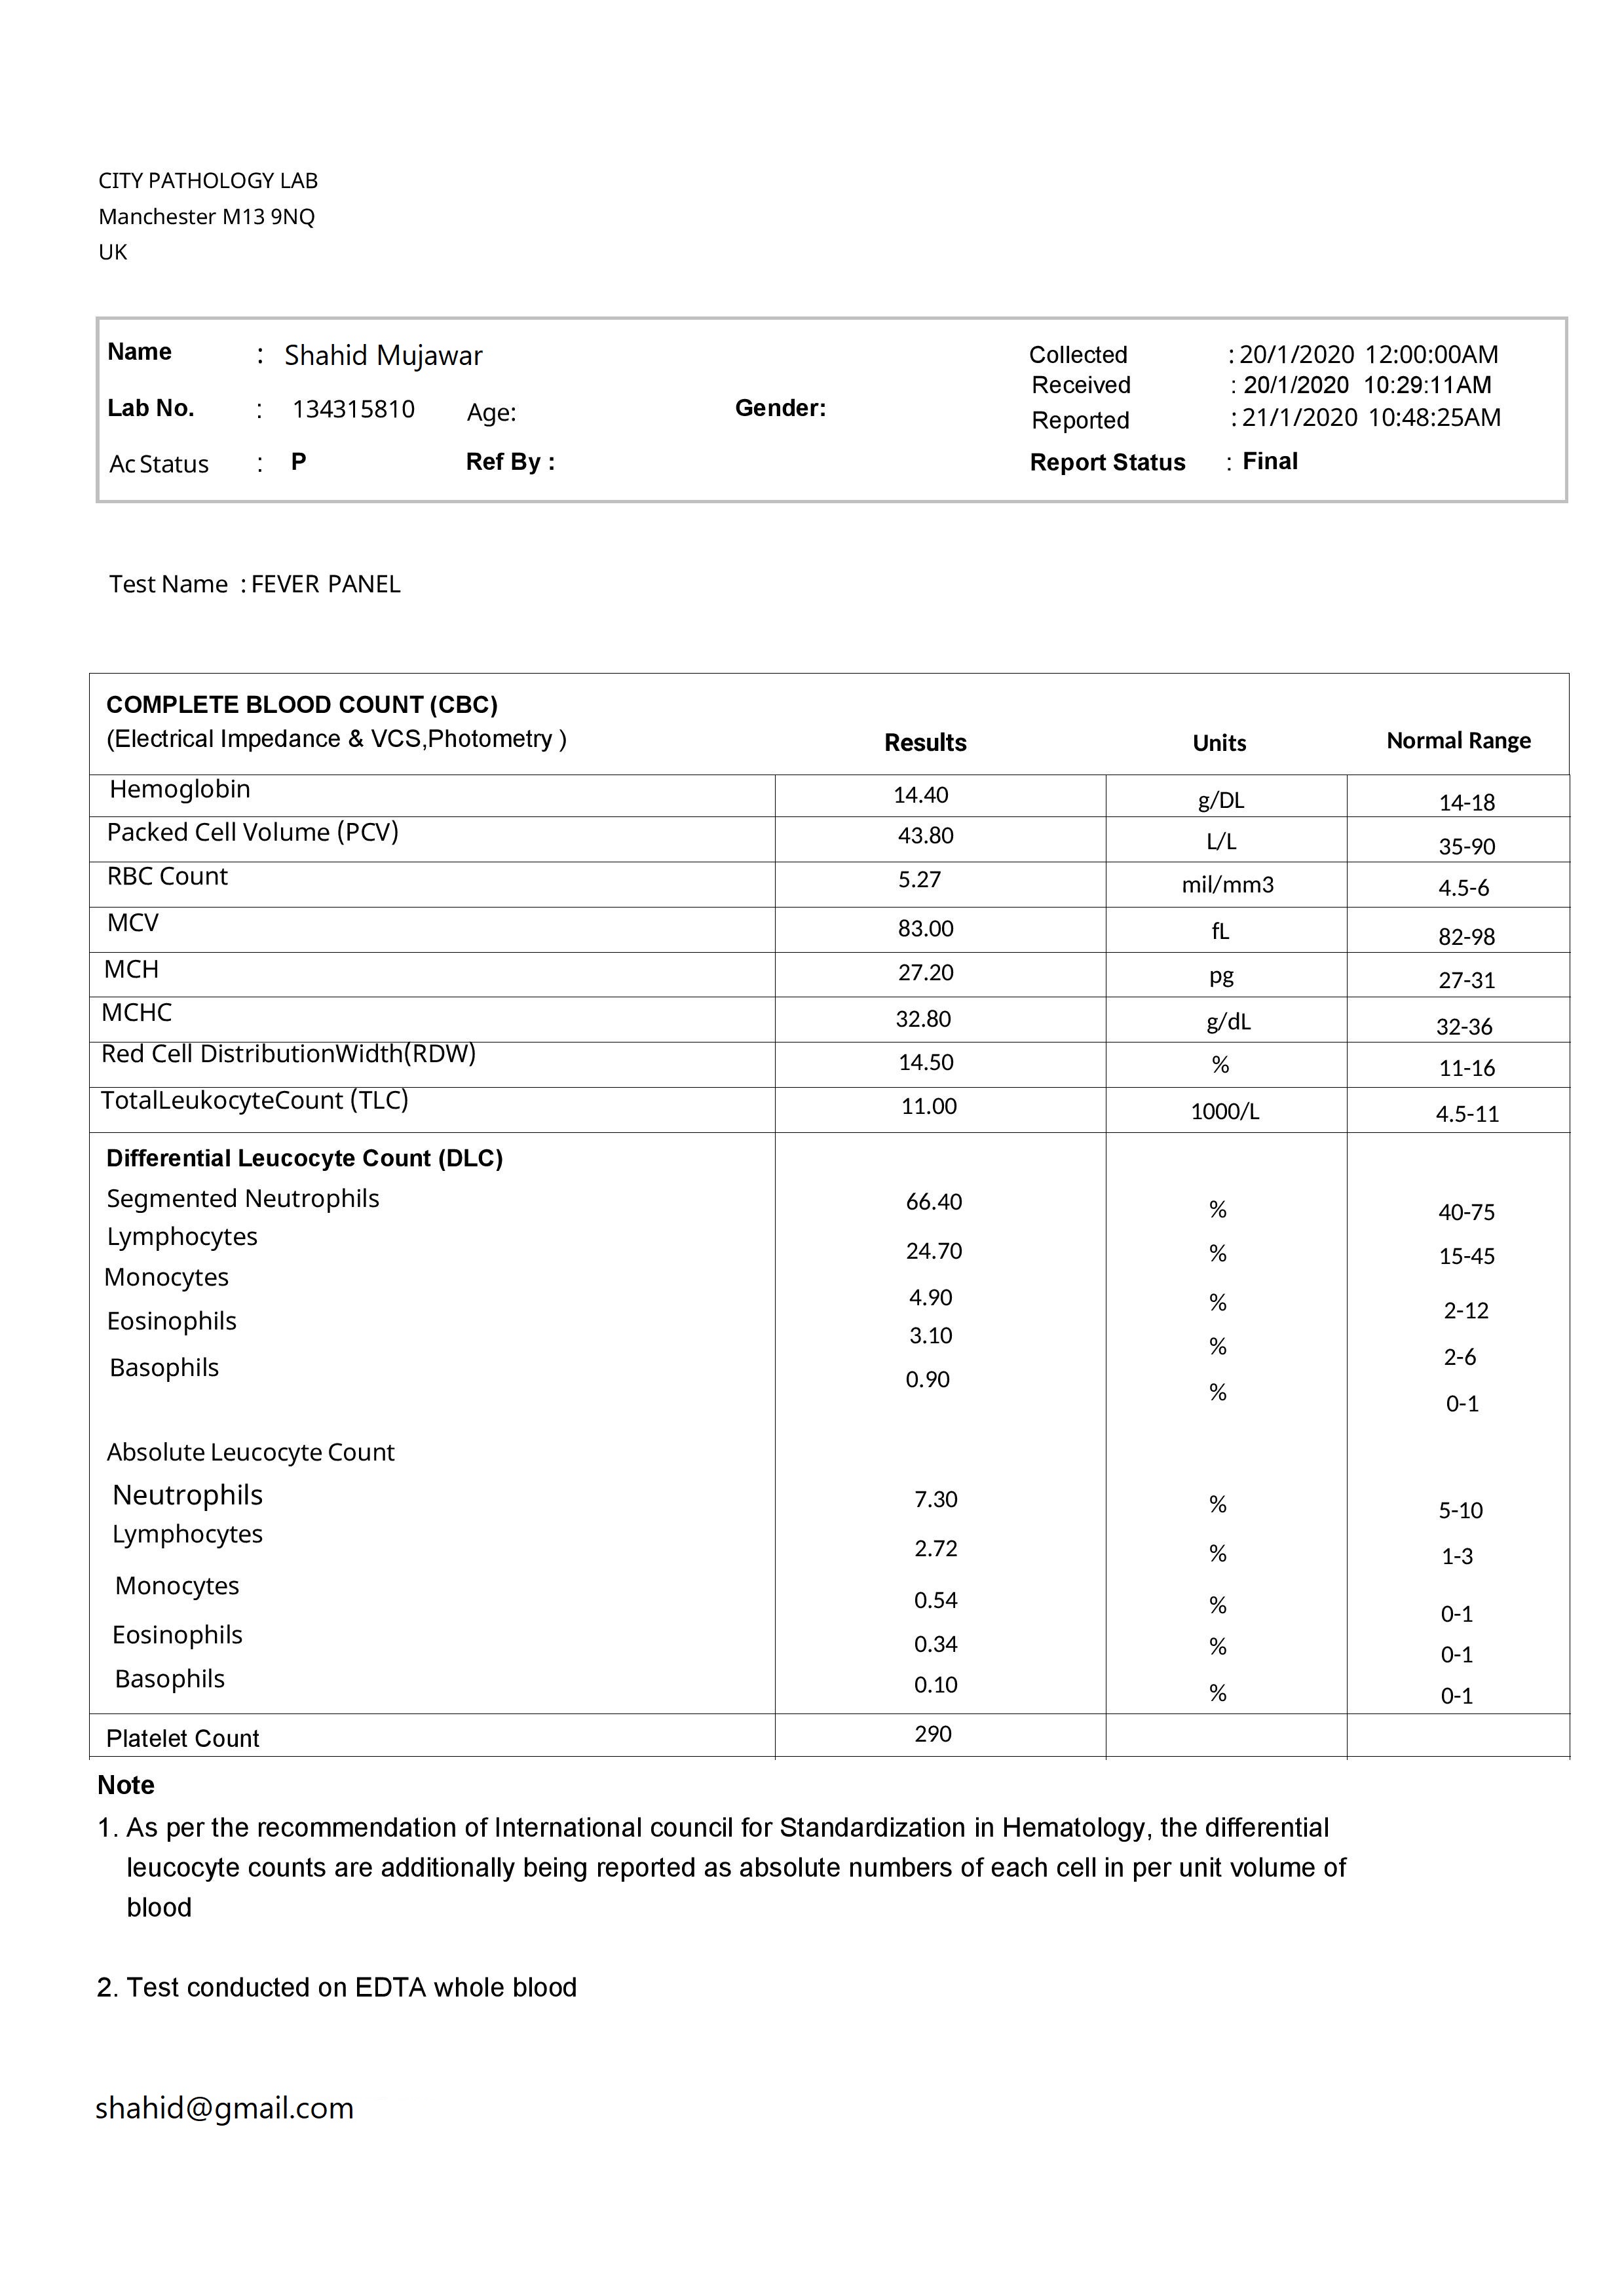 CITY PATHOLOGY LAB
Manchester M13 9NQ
UK
Name : Shahid Mujawar Collected : 20/1/2020 12:00:00AM
Received : 20/1/2020 10:29:11AM
Lab No. : 134315810 Age: Gender: Reported : 21/1/2020 10:48:25AM
Ac Status : P Ref By : Report Status : Final
Test Name : FEVER PANEL
COMPLETE BLOOD COUNT (CBC)
(Electrical Impedance & VCS,Photometry ) Results Units Normal Range
Hemoglobin 14.40 g/DL 14-18
Packed Cell Volume (PCV) 43.80 L/L 35-90
RBC Count 5.27 mil/mm3 4.5-6
MCV 83.00 fL 82-98
MCH 27.20 pg 27-31
MCHC 32.80 g/dL 32-36
Red Cell DistributionWidth(RDW) 14.50 % 11-16
TotalLeukocyteCount (TLC) 11.00 1000/L 4.5-11
Differential Leucocyte Count (DLC)
Segmented Neutrophils 66.40 % 40-75
Lymphocytes 24.70 % 15-45
Monocytes 4.90 % 2-12
Eosinophils 3.10 % 2-6
Basophils 0.90 % 0-1
Absolute Leucocyte Count
Neutrophils 7.30 % 5-10
Lymphocytes 2.72 % 1-3
Monocytes 0.54 % 0-1
Eosinophils 0.34 % 0-1
Basophils 0.10 % 0-1
Platelet Count 290
Note
1. As per the recommendation of International council for Standardization in Hematology, the differential
leucocyte counts are additionally being reported as absolute numbers of each cell in per unit volume of
blood
2. Test conducted on EDTA whole blood
shahid@gmail.com